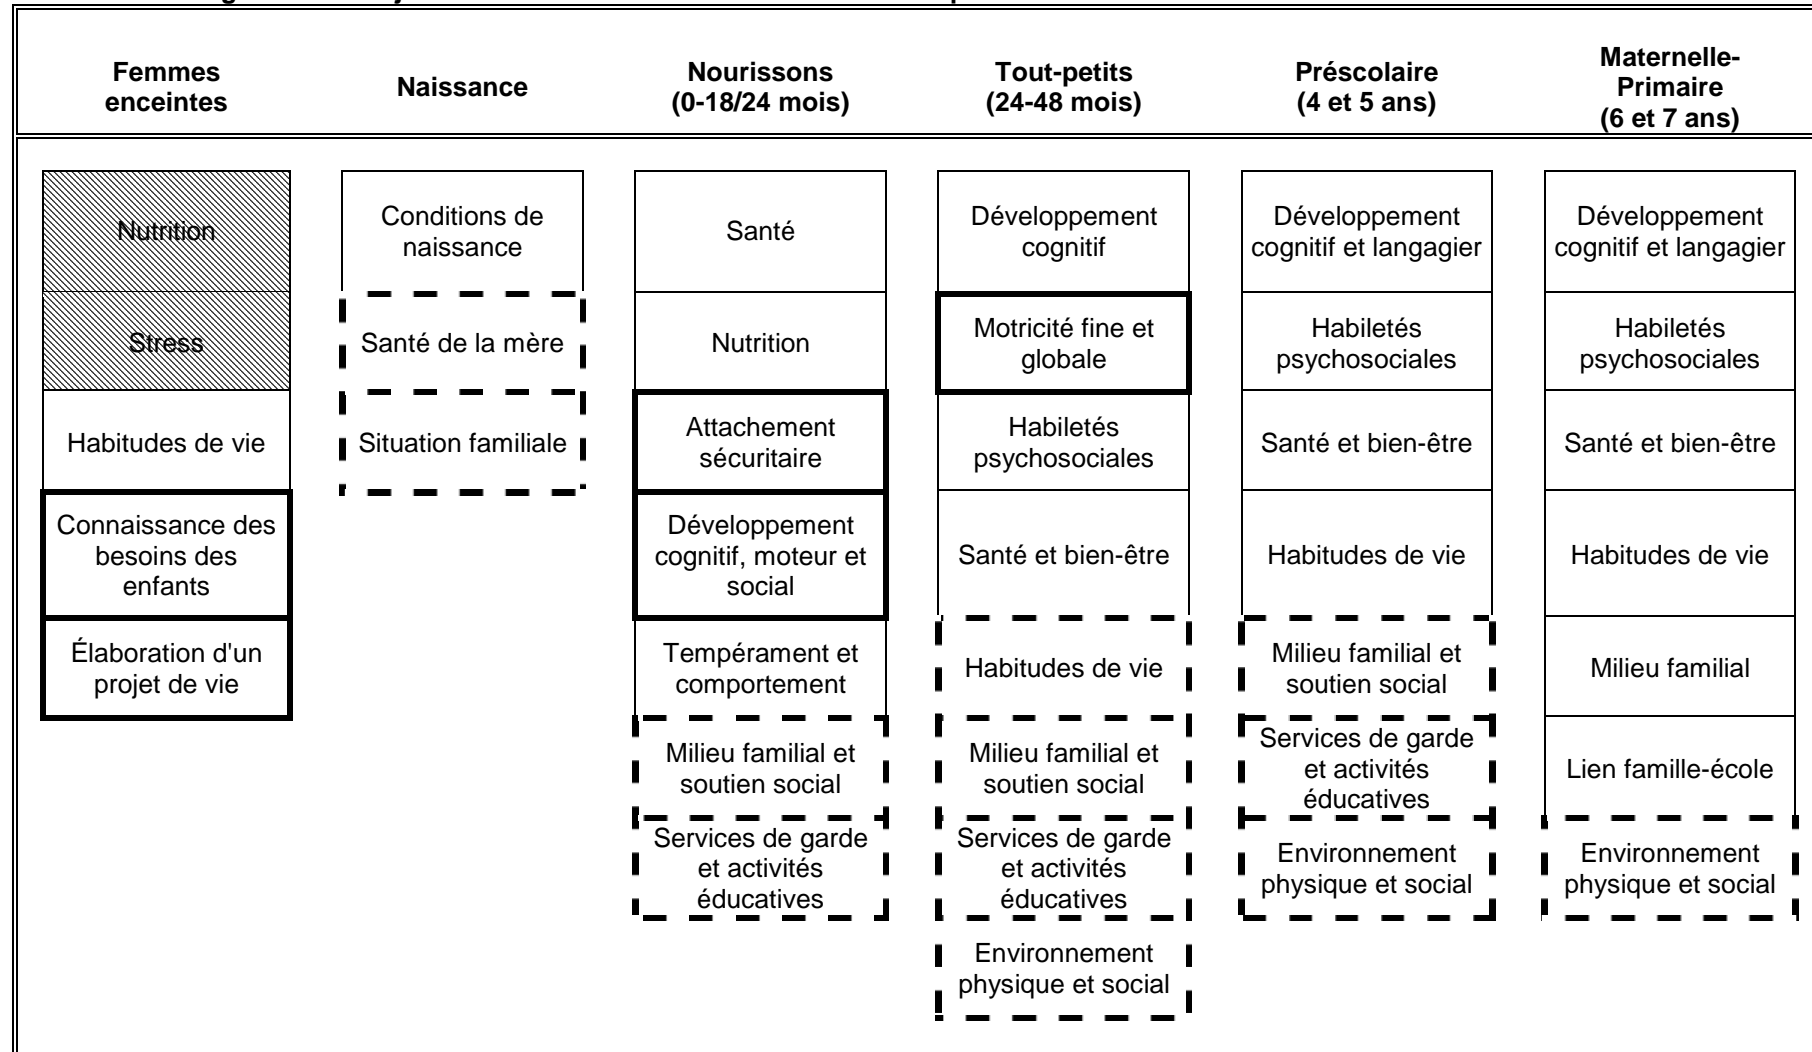 Femmes
enceintes
Naissance
Nourissons
(0-18/24 mois)
Tout-petits
(24-48 mois)
Préscolaire
(4 et 5 ans)
Maternelle-
Primaire
(6 et 7 ans)
Nutrition
Stress
Habitudes de vie
Connaissance des
besoins des
enfants
Élaboration d'un
projet de vie
Conditions de
naissance
Santé de la mère
Situation familiale
Santé
Nutrition
Attachement
sécuritaire
Développement
cognitif, moteur et
social
Tempérament et
comportement
Milieu familial et
soutien social
Services de garde
et activités
éducatives
Développement
cognitif
Motricité fine et
globale
Habiletés
psychosociales
Santé et bien-être
Habitudes de vie
Milieu familial et
soutien social
Services de garde
et activités
éducatives
Environnement
physique et social
Développement
cognitif et langagier
Habiletés
psychosociales
Santé et bien-être
Habitudes de vie
Milieu familial et
soutien social
Services de garde
et activités
éducatives
Environnement
physique et social
Développement
cognitif et langagier
Habiletés
psychosociales
Santé et bien-être
Habitudes de vie
Milieu familial
Lien famille-école
Environnement
physique et social